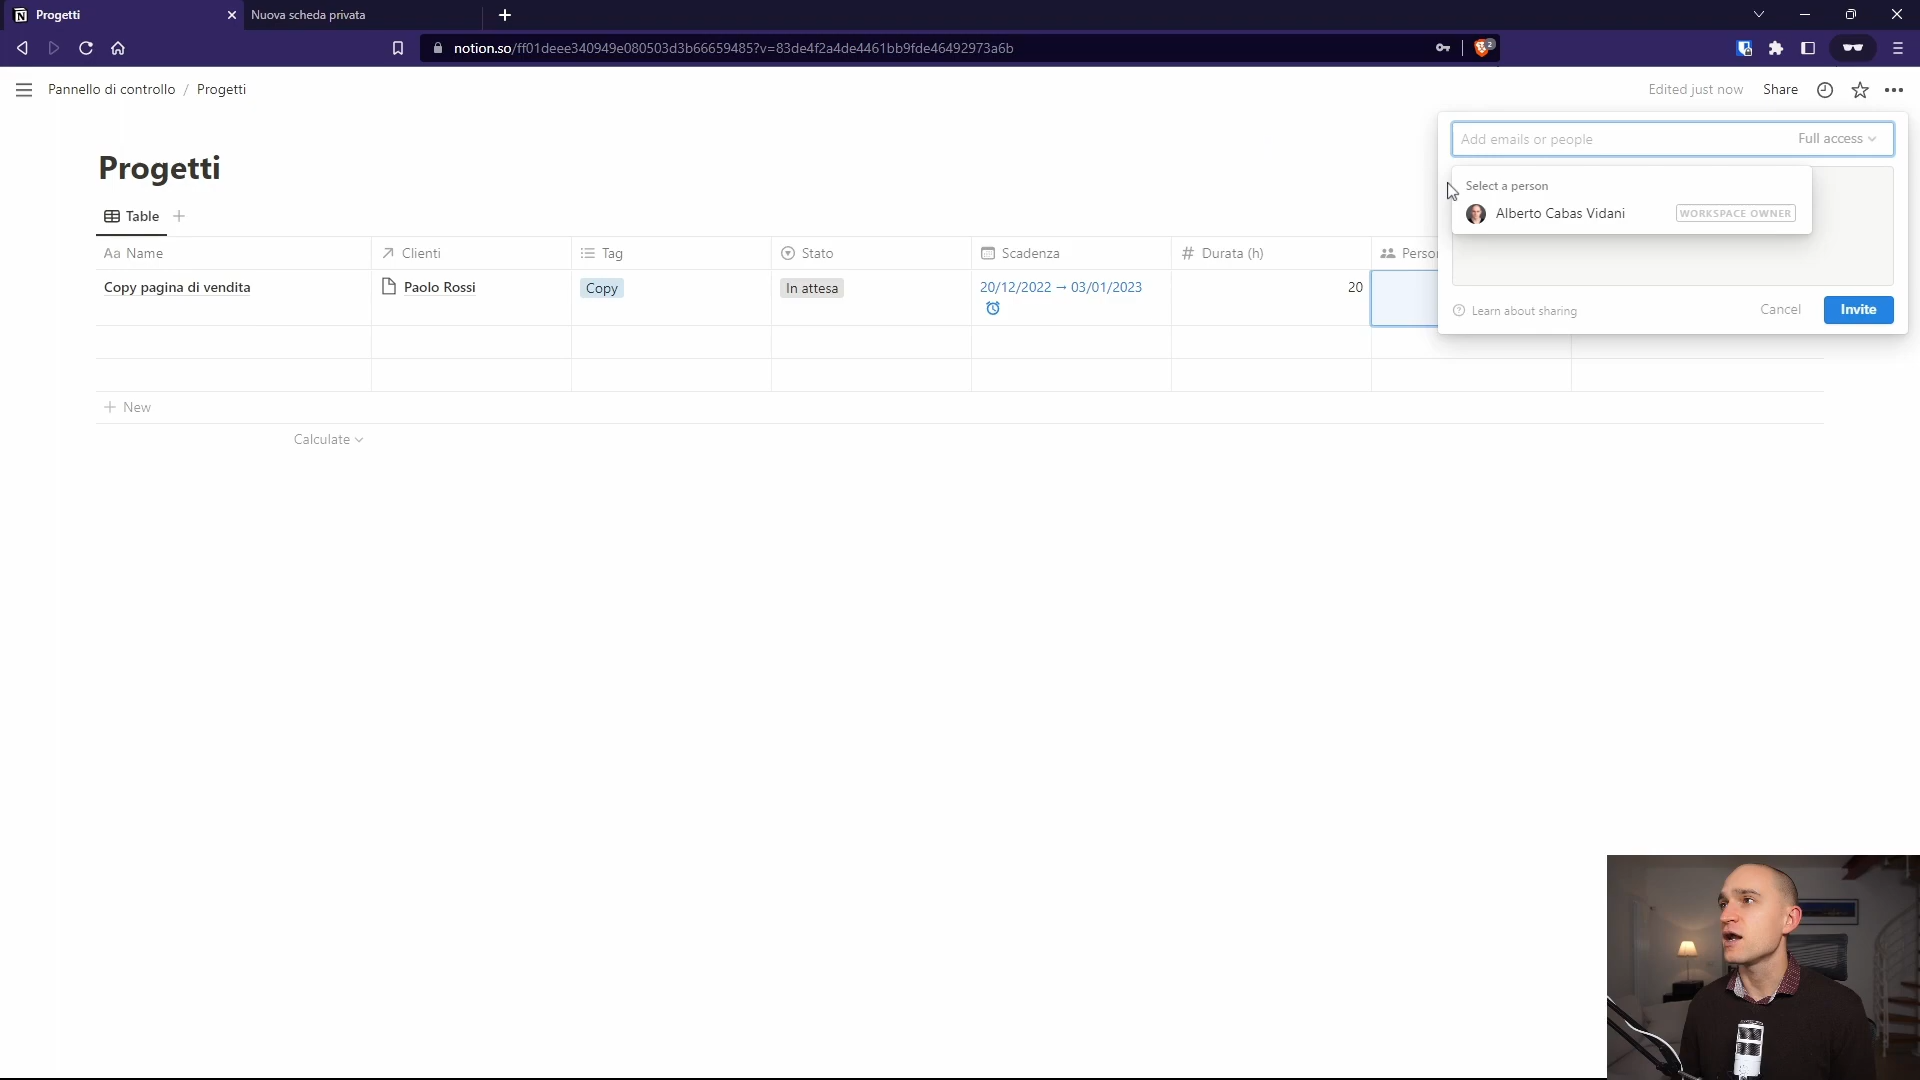 Progetti
Nuova scheda privata
notion.so/ff01deee340949e080503d3b66659485?v=83de4f2a4de4461bb9fde46492973a6b
2
Pannello di controllo / Progetti
Edited just now
Share
Add emails or people
Full access
Select a person
Alberto Cabas Vidani
WORKSPACE OWNER
Learn about sharing
Cancel
Invite
Progetti
Table
Aa Name
Clienti
Tag
Stato
Scadenza
# Durata (h)
Perso
Copy pagina di vendita
Paolo Rossi
Copy
In attesa
20/12/2022 → 03/01/2023
20
+ New
Calculate